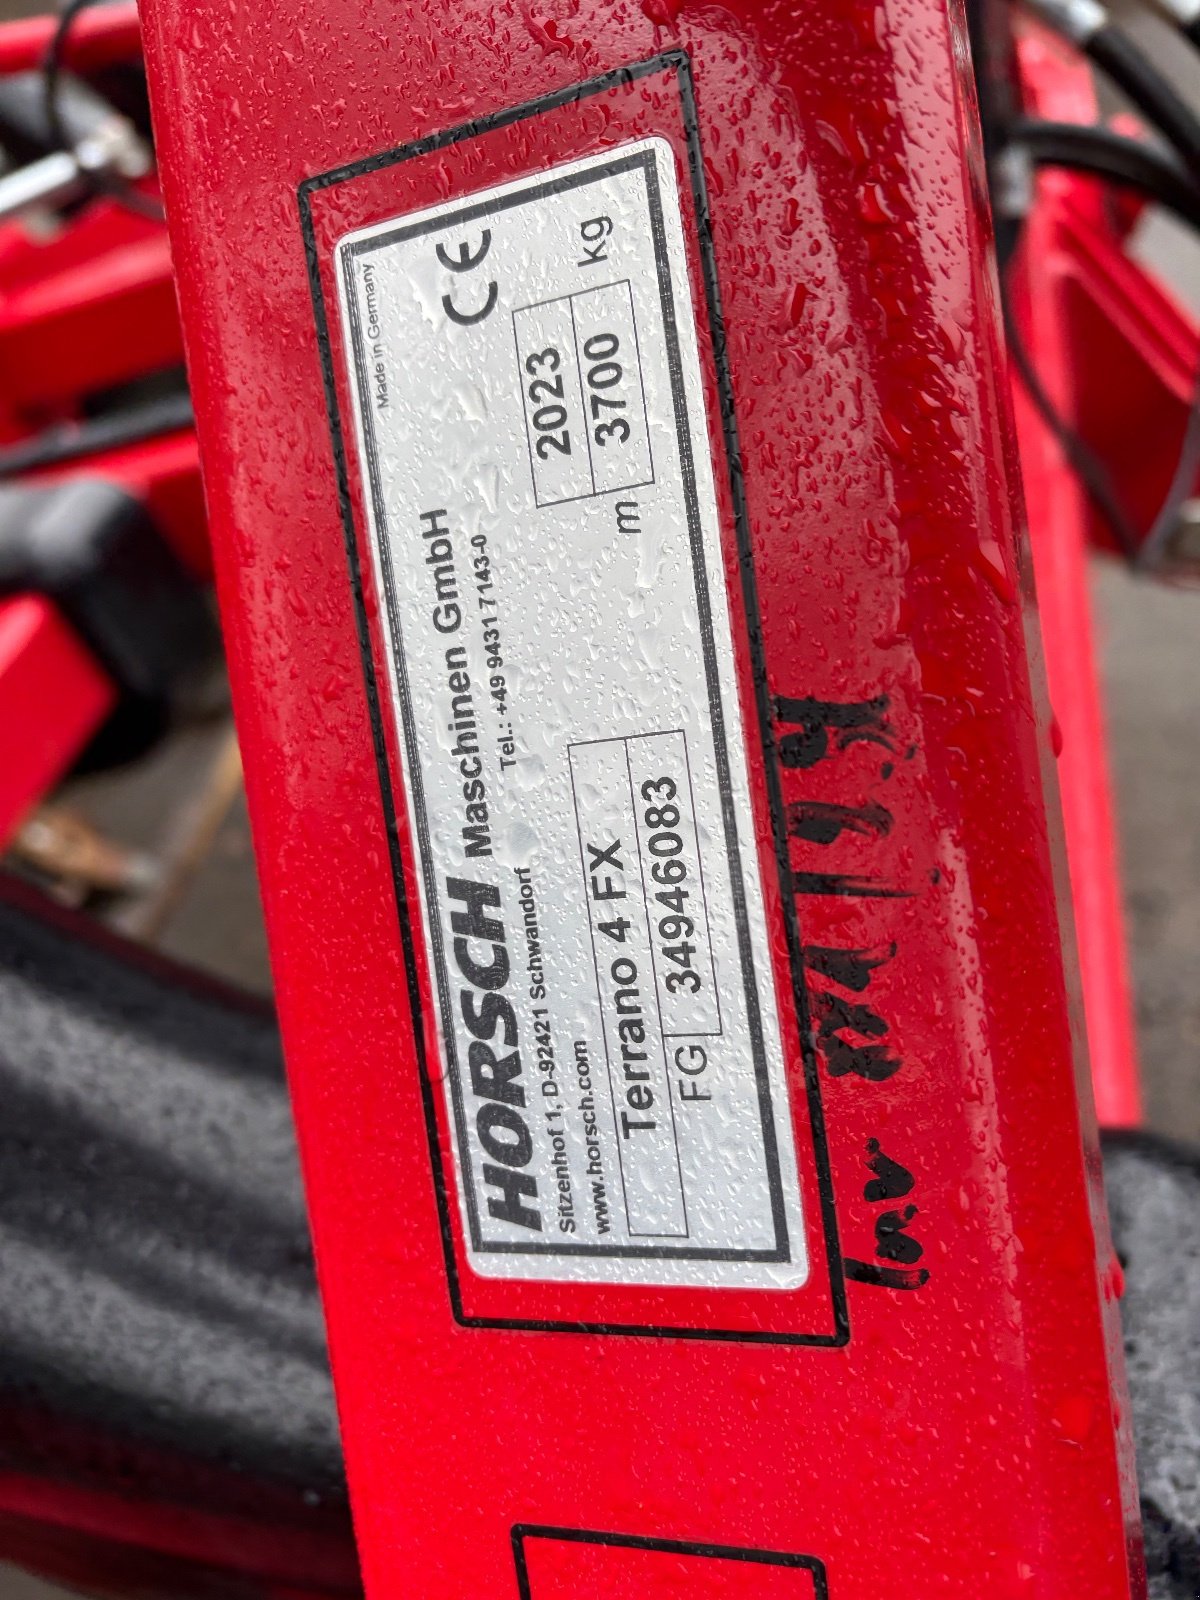 Made in Germany
HORSCH Maschinen GmbH CE
Sitzenhof 1, D-92421 Schwandorf Tel.: +49 9431 7143-0
www.horsch.com
Terrano 4 FX 2023
FG 34946083 m 3700 kg
Inv